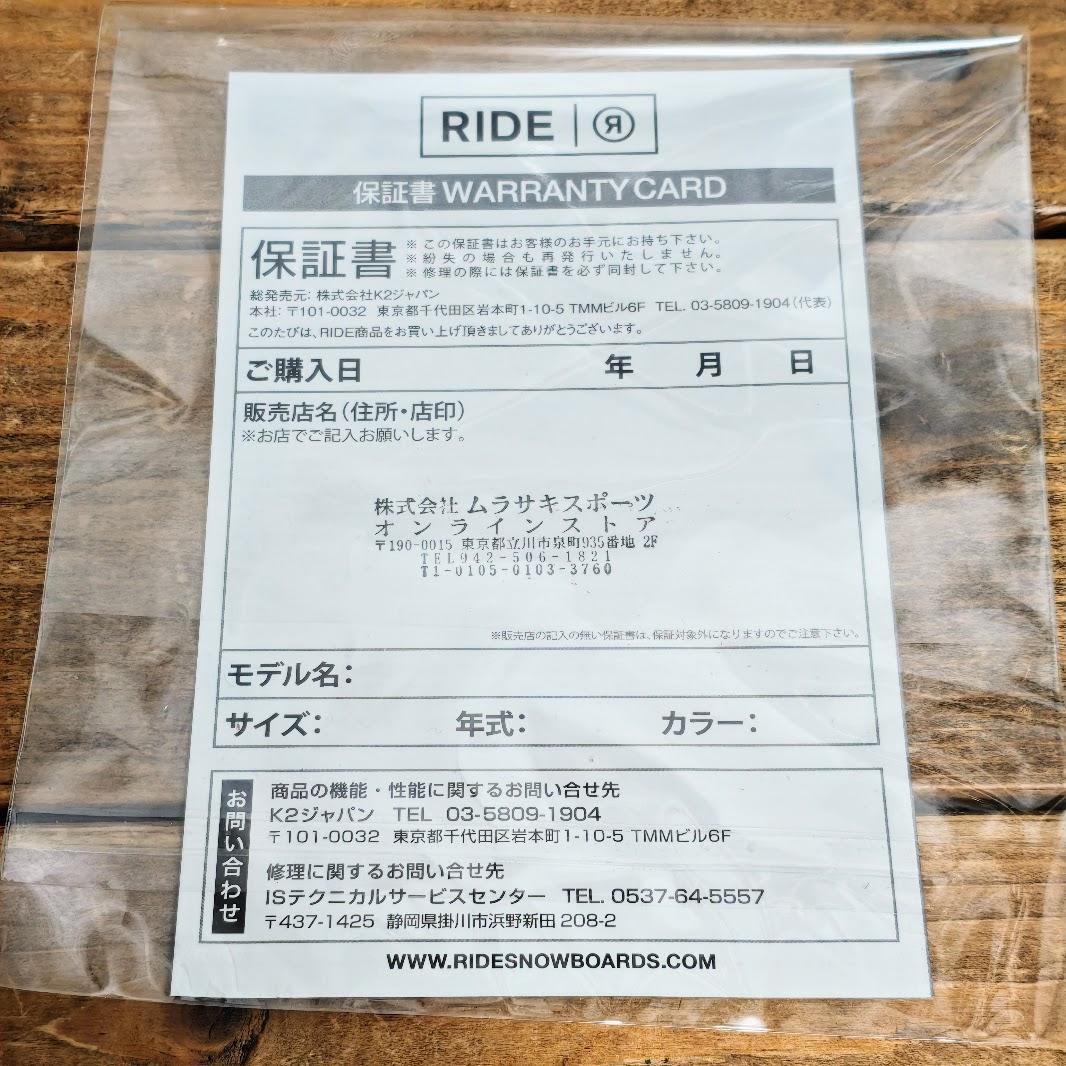 RIDE R
保証書 WARRANTY CARD
保証書
※ この保証書はお客様のお手元にお持ち下さい。
※ 紛失の場合も再発行いたしません。
※ 修理の際には保証書を必ず同封して下さい。
総発売元: 株式会社K2ジャパン
本社: 〒101-0032 東京都千代田区岩本町1-10-5 TMMビル6F TEL. 03-5809-1904(代表)
このたびは、RIDE商品をお買い上げ頂きましてありがとうございます。
ご購入日 年 月 日
販売店名(住所・店印)
※お店でご記入お願いします。
株式会社 ムラサキスポーツ
オンラインストア
〒190-0015 東京都立川市泉町935番地 2F
TEL942-506-1821
T1-0105-0103-3760
※販売店の記入の無い保証書は、保証対象外になりますのでご注意下さい。
モデル名:
サイズ: 年式: カラー:
お問い合わせ
商品の機能・性能に関するお問い合せ先
K2ジャパン TEL 03-5809-1904
〒101-0032 東京都千代田区岩本町1-10-5 TMMビル6F
修理に関するお問い合せ先
ISテクニカルサービスセンター TEL. 0537-64-5557
〒437-1425 静岡県掛川市浜野新田 208-2
WWW.RIDESNOWBOARDS.COM